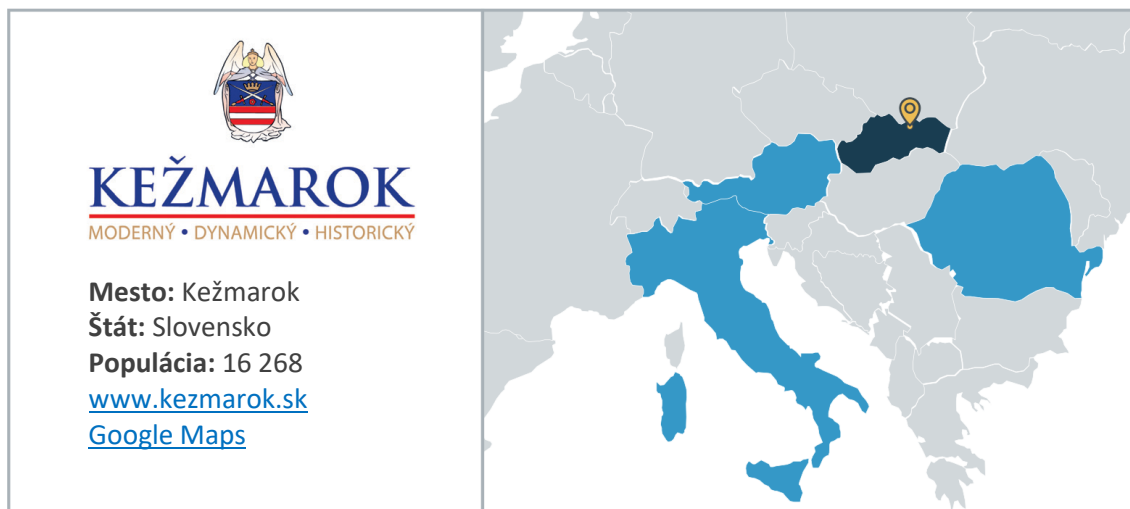 KEŽMAROK
MODERNÝ • DYNAMICKÝ • HISTORICKÝ
Mesto: Kežmarok
Štát: Slovensko
Populácia: 16 268
www.kezmarok.sk
Google Maps